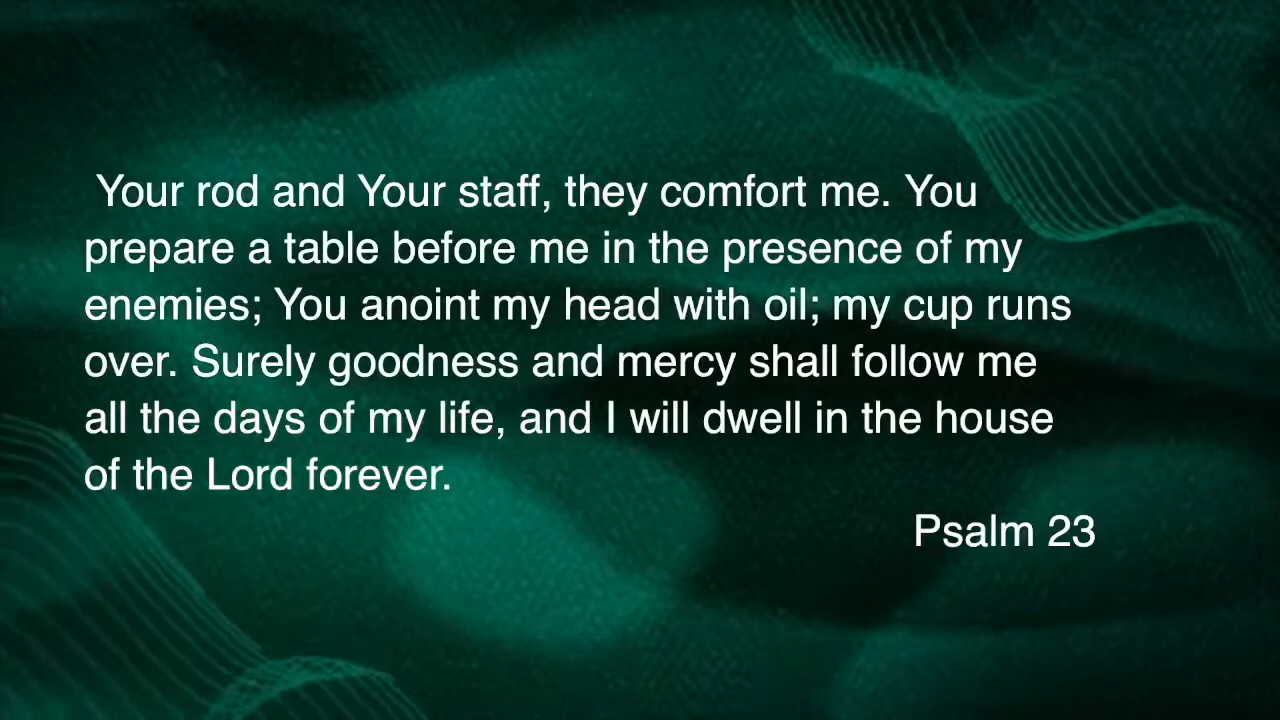 Your rod and Your staff, they comfort me. You
prepare a table before me in the presence of my
enemies; You anoint my head with oil; my cup runs
over. Surely goodness and mercy shall follow me
all the days of my life, and I will dwell in the house
of the Lord forever.
Psalm 23